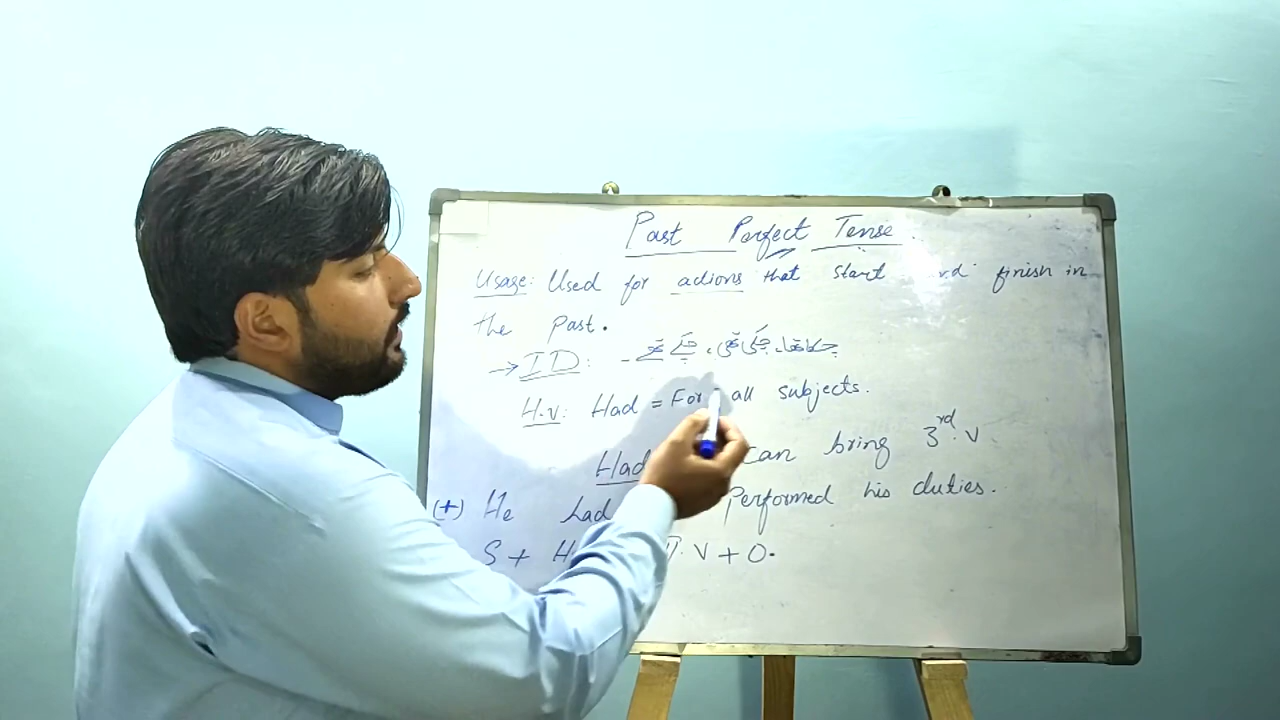 Past Perfect Tense
Usage: Used for actions that start and finish in
the past.
→ ID: چکا تھا، چکی تھی، چکے تھے -
H.V: Had = For all subjects.
Had can bring 3rd. V
(+) He had Performed his duties.
S + H V + O.